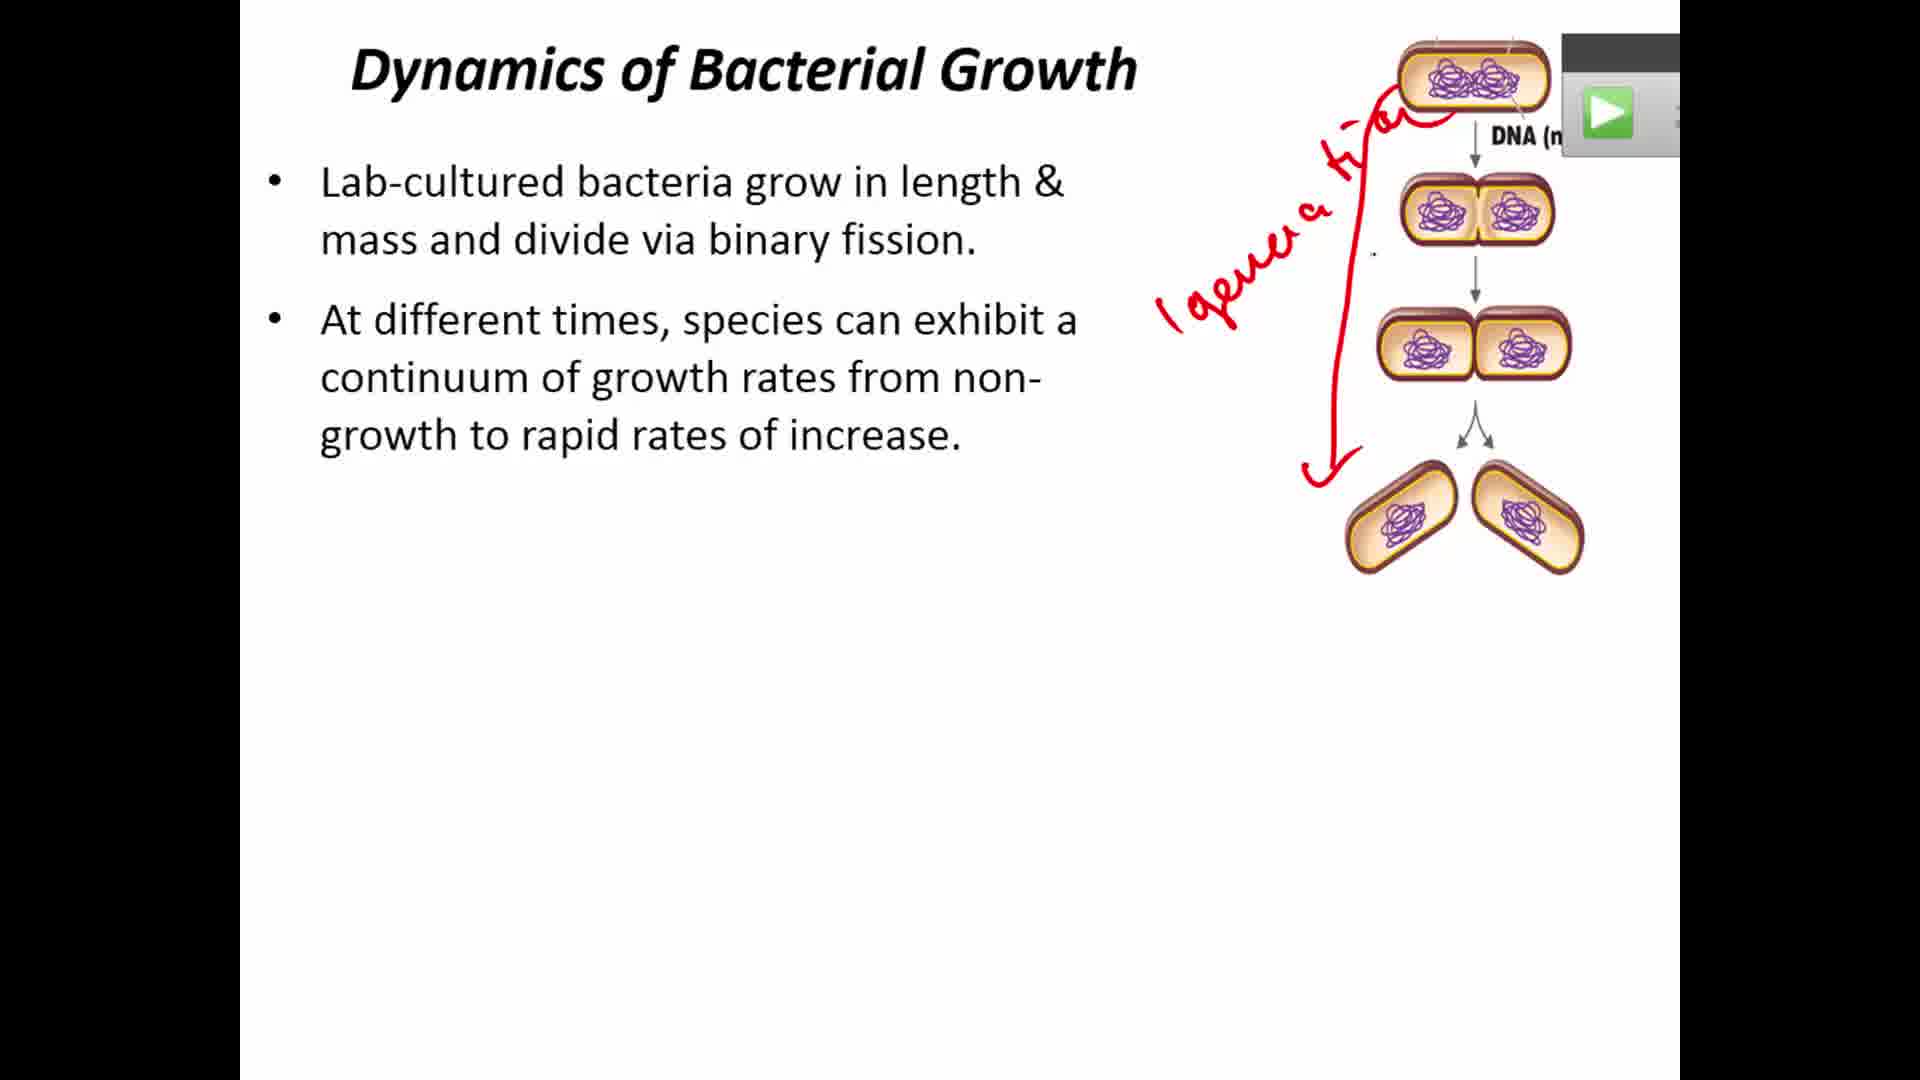 Dynamics of Bacterial Growth
• Lab-cultured bacteria grow in length &
mass and divide via binary fission.
• At different times, species can exhibit a
continuum of growth rates from non-
growth to rapid rates of increase.
1 generation
DNA (n